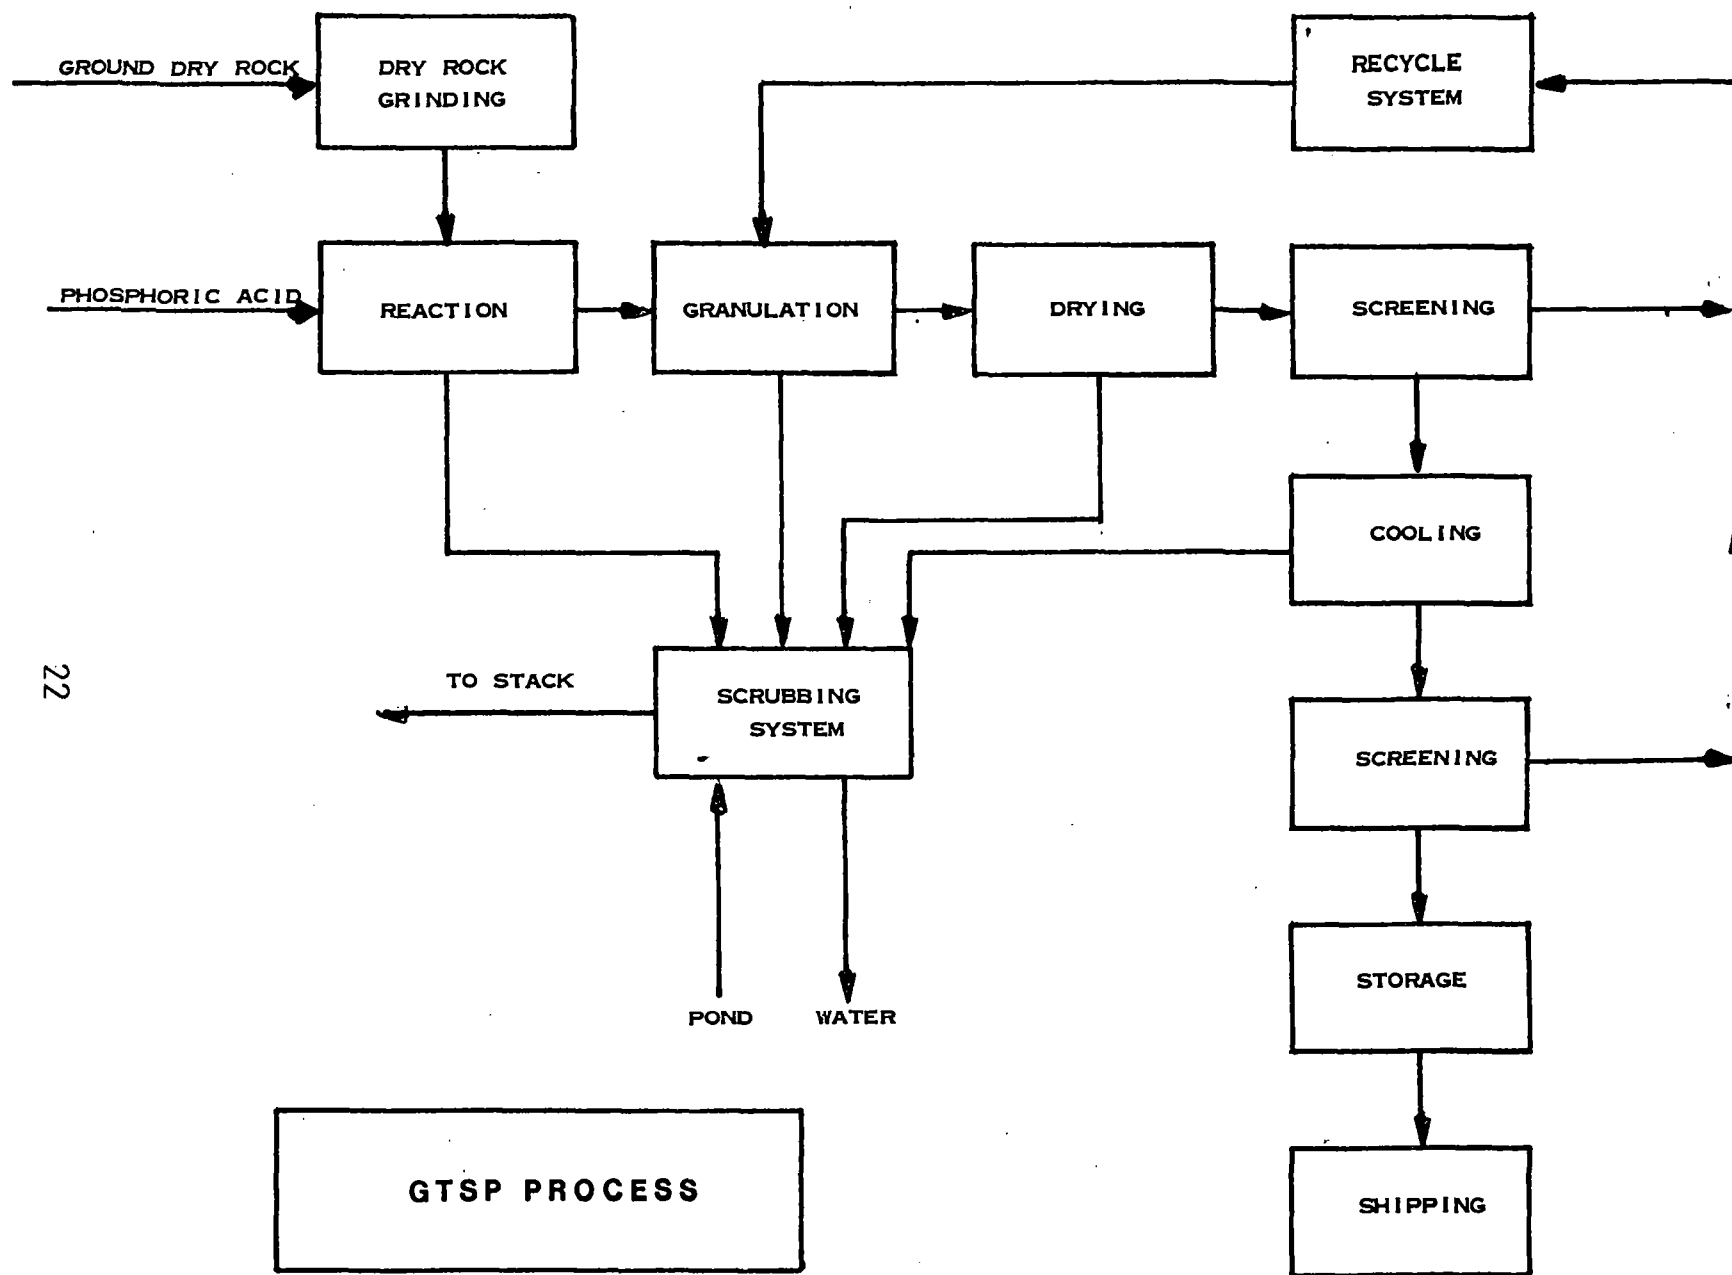 GROUND DRY ROCK
DRY ROCK
GRINDING
RECYCLE
SYSTEM
PHOSPHORIC ACID
REACTION
GRANULATION
DRYING
SCREENING
COOLING
22
TO STACK
SCRUBBING
SYSTEM
SCREENING
STORAGE
POND
WATER
GTSP PROCESS
SHIPPING